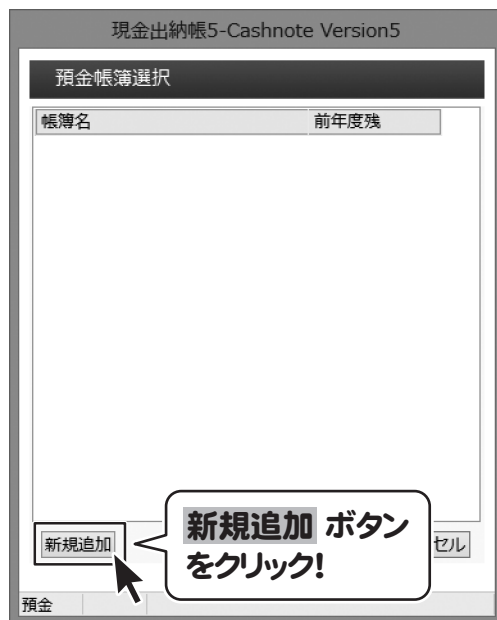 現金出納帳5-Cashnote Version5
預金帳簿選択
帳簿名 前年度残
新規追加 ボタン
をクリック!
新規追加
セル
預金